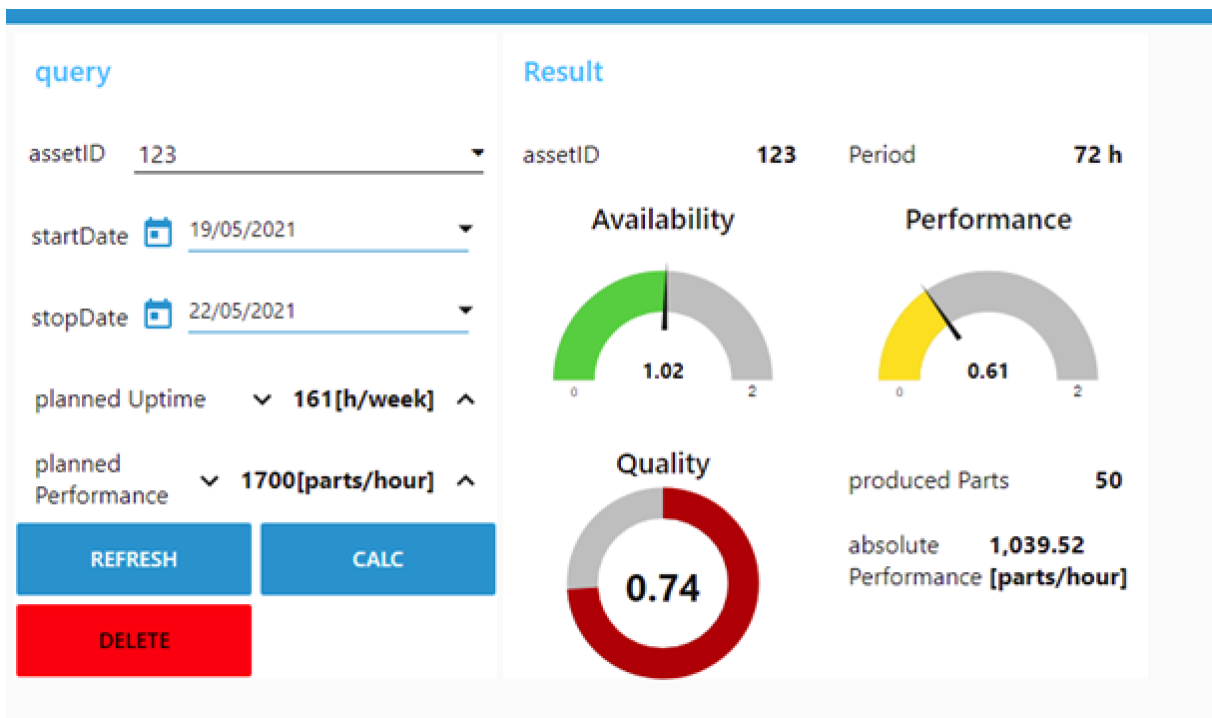 query
assetID 123
startDate 19/05/2021
stopDate 22/05/2021
planned Uptime 161[h/week]
planned
Performance 1700[parts/hour]
REFRESH CALC
DELETE
Result
assetID 123 Period 72 h
Availability Performance
1.02 0.61
0 2 0 2
Quality
0.74
produced Parts 50
absolute 1,039.52
Performance [parts/hour]